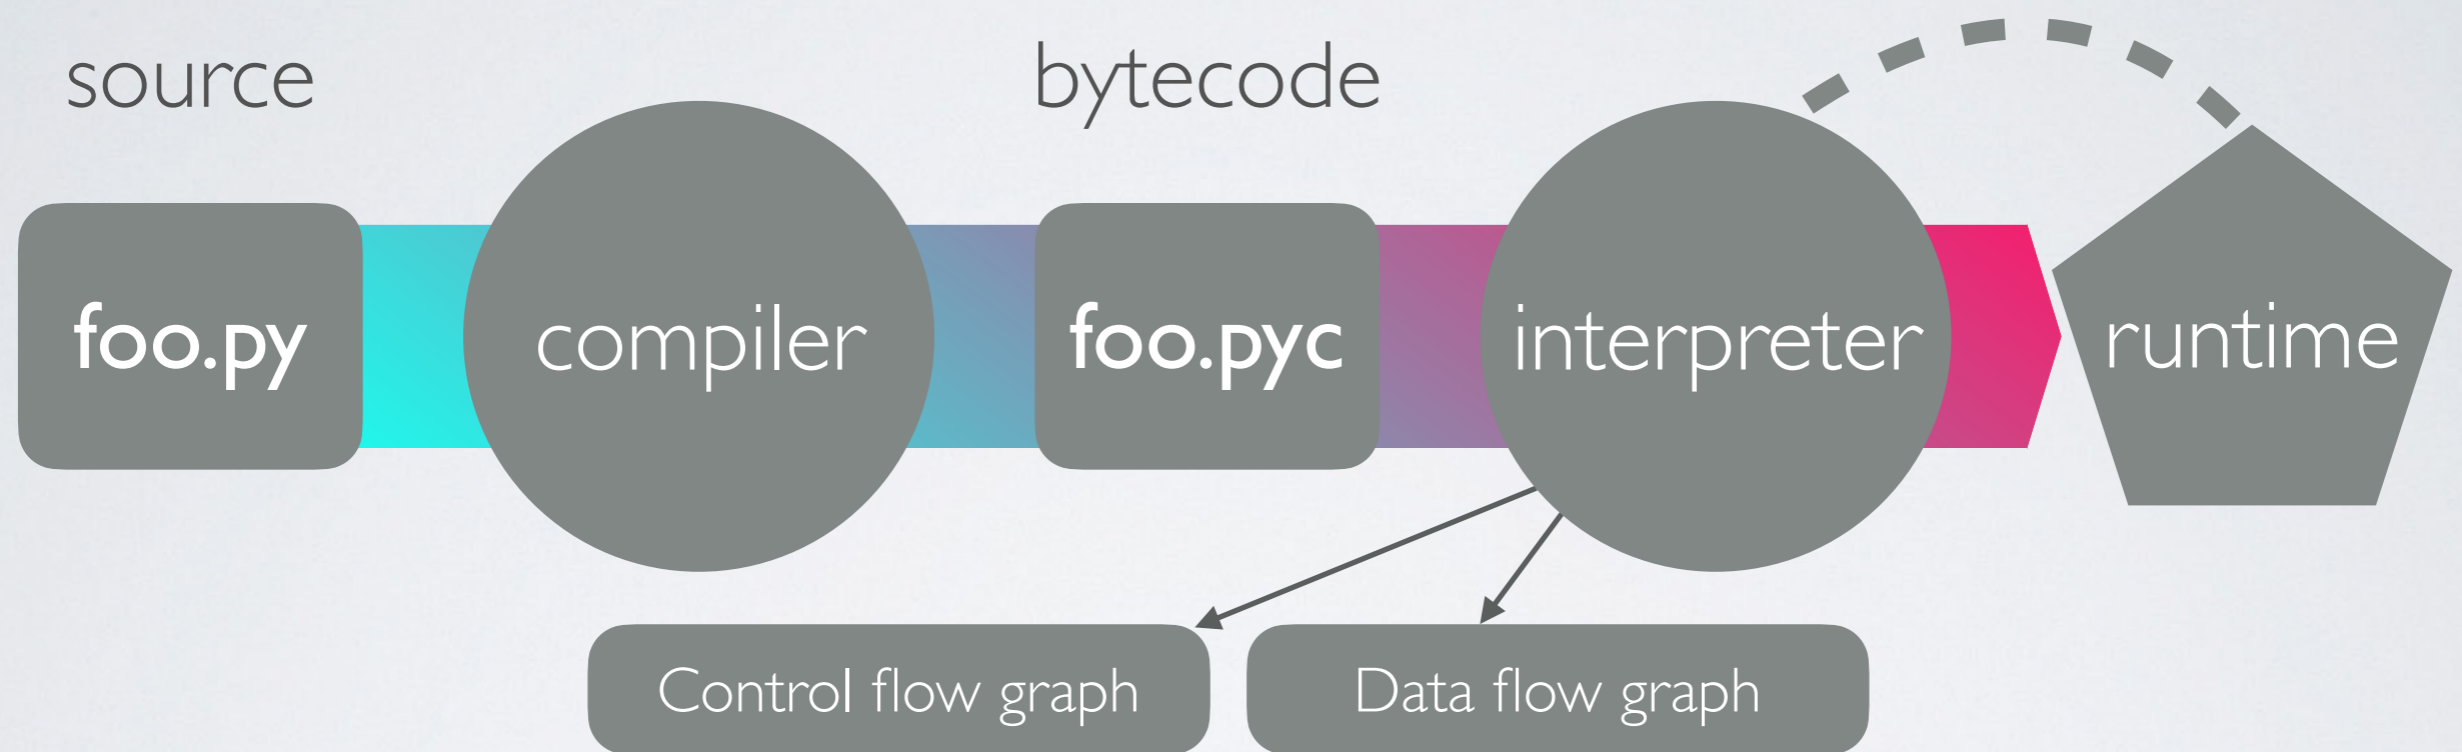 source
bytecode
foo.py
compiler
foo.pyc
interpreter
runtime
Control flow graph
Data flow graph